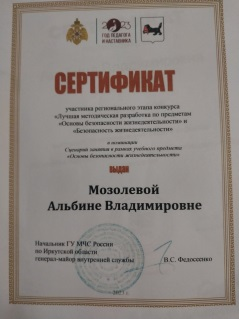 2023
ГОД ПЕДАГОГА
И НАСТАВНИКА
СЕРТИФИКАТ
участника регионального этапа конкурса
«Лучшая методическая разработка по предметам
«Основы безопасности жизнедеятельности» и
«Безопасность жизнедеятельности»
в номинации
Сценарий занятия в рамках учебного предмета
«Основы безопасности жизнедеятельности»
ВЫДАН
Мозолевой
Альбине Владимировне
Начальник ГУ МЧС России
по Иркутской области
генерал-майор внутренней службы
В.С. Федосеенко